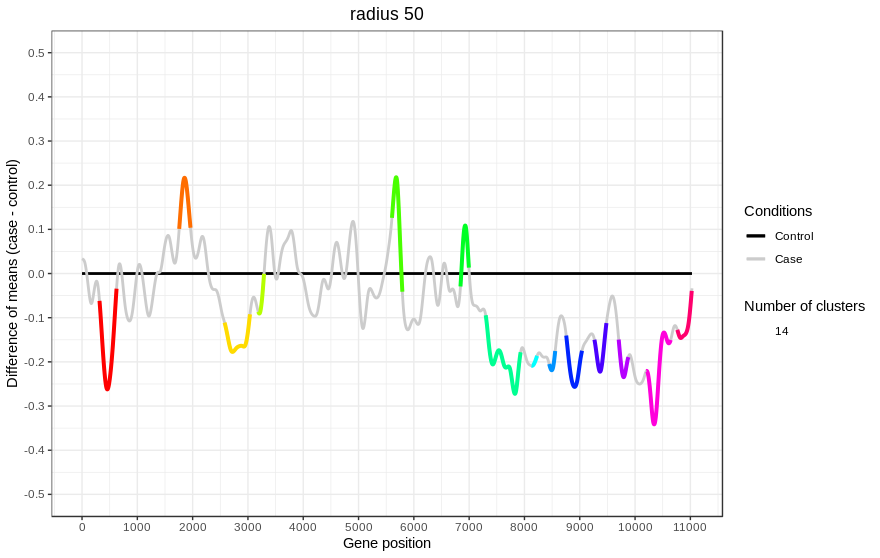 radius 50
Difference of means (case - control)
0.5
0.4
0.3
0.2
0.1
0.0
-0.1
-0.2
-0.3
-0.4
-0.5
0 1000 2000 3000 4000 5000 6000 7000 8000 9000 10000 11000
Gene position
Conditions
Control
Case
Number of clusters
14